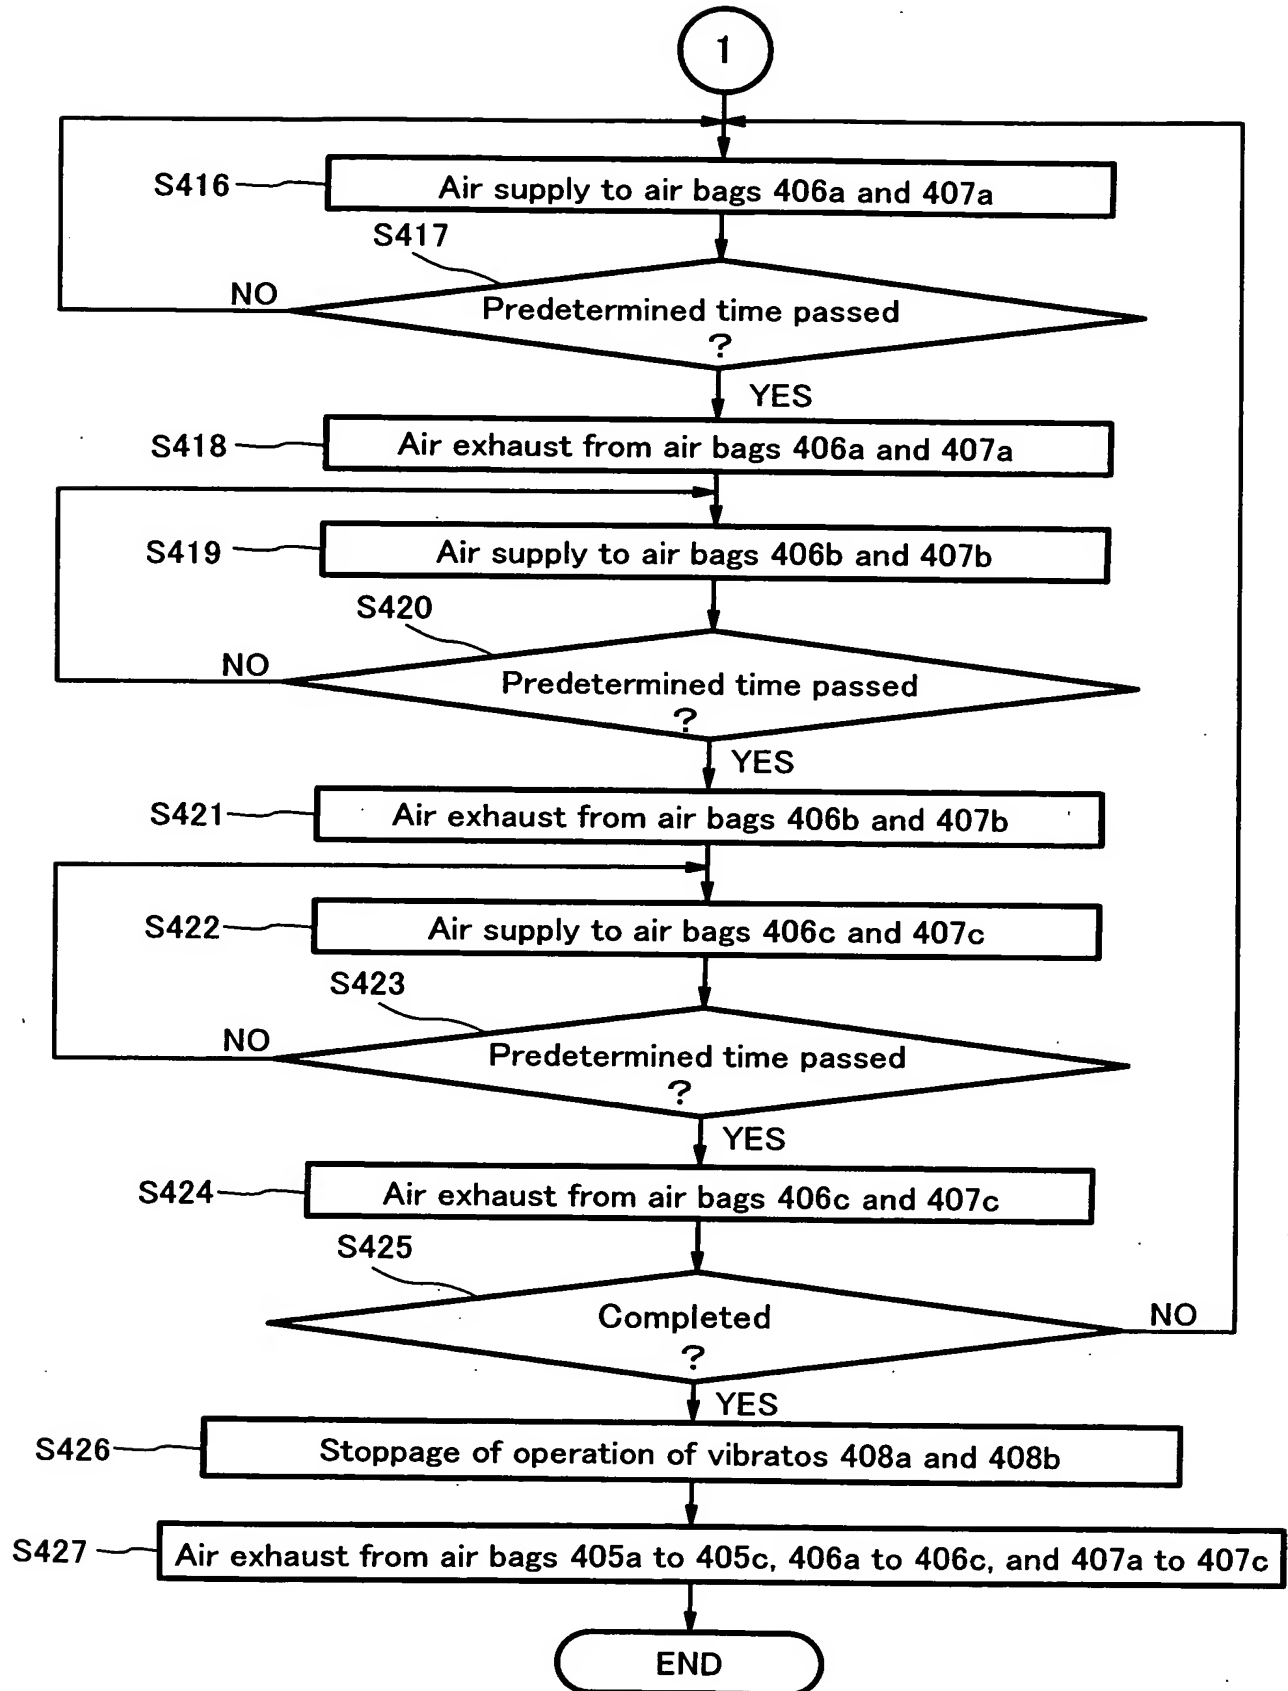 1
S416
Air supply to air bags 406a and 407a
S417
NO
Predetermined time passed
?
YES
S418
Air exhaust from air bags 406a and 407a
S419
Air supply to air bags 406b and 407b
S420
NO
Predetermined time passed
?
YES
S421
Air exhaust from air bags 406b and 407b
S422
Air supply to air bags 406c and 407c
S423
NO
Predetermined time passed
?
YES
S424
Air exhaust from air bags 406c and 407c
S425
Completed
?
NO
YES
S426
Stoppage of operation of vibratos 408a and 408b
S427
Air exhaust from air bags 405a to 405c, 406a to 406c, and 407a to 407c
END